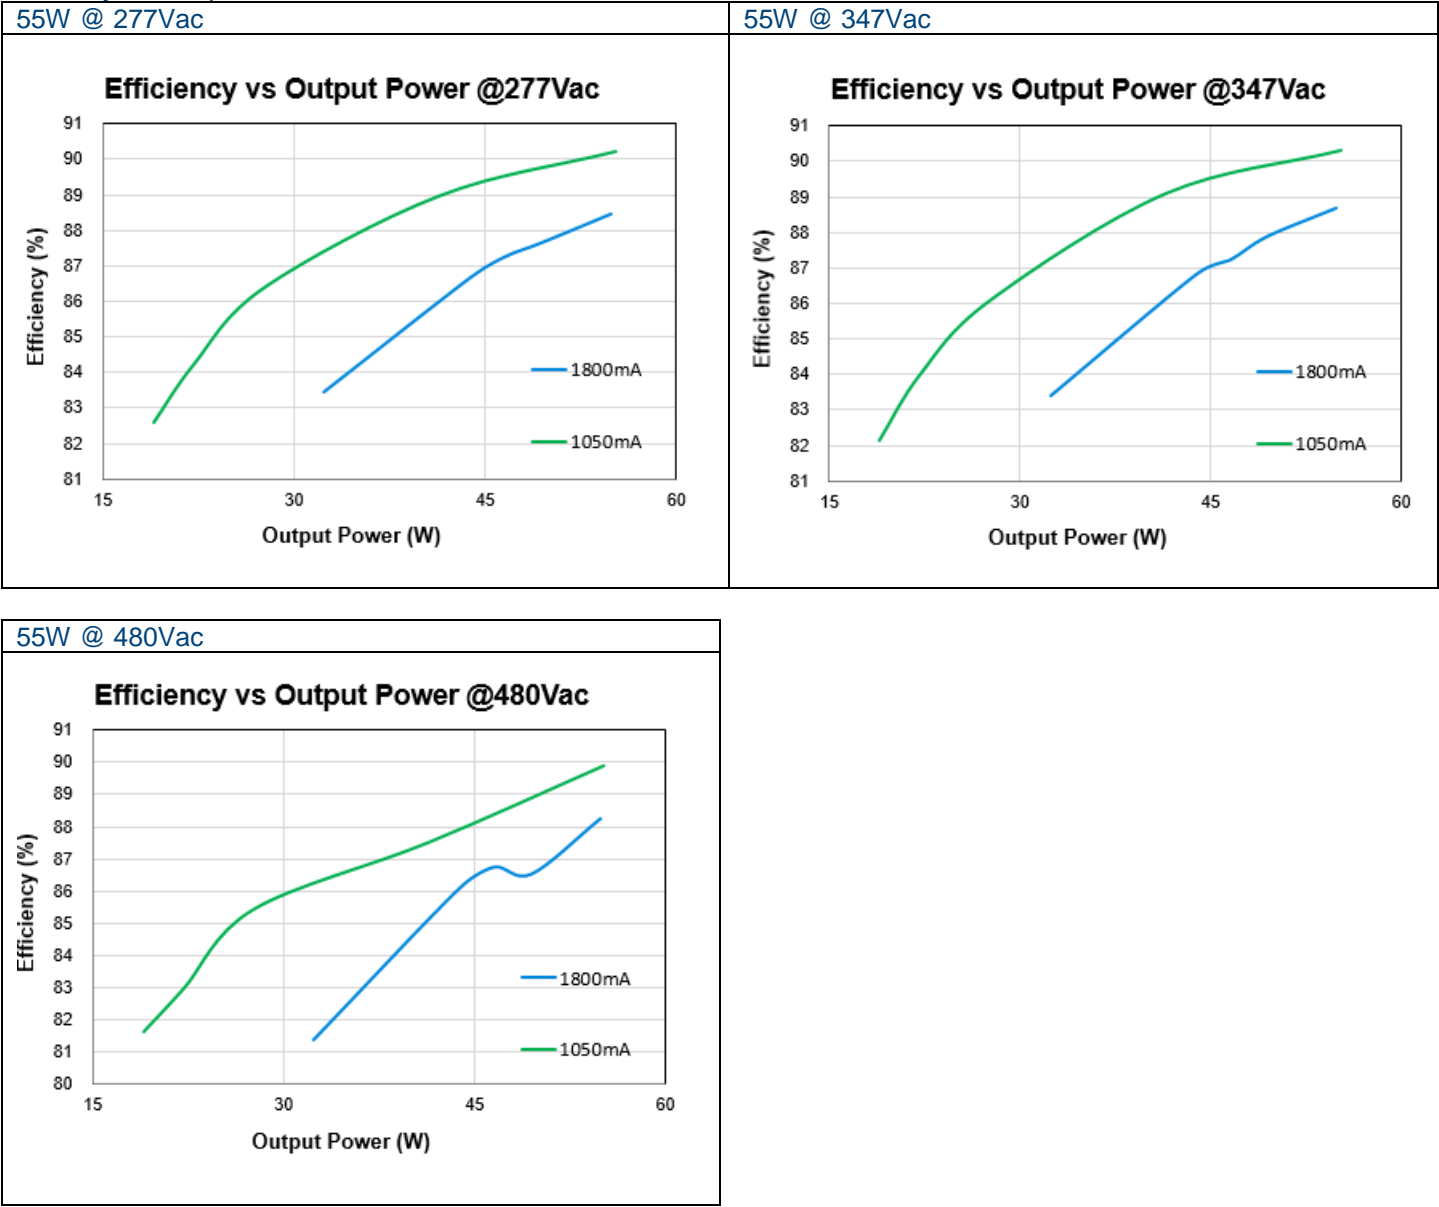 55W @ 277Vac
55W @ 347Vac
Efficiency vs Output Power @277Vac
91
90
89
88
87
86
85
84
83
82
81
Efficiency (%)
1800mA
1050mA
15 30 45 60
Output Power (W)
Efficiency vs Output Power @347Vac
91
90
89
88
87
86
85
84
83
82
81
Efficiency (%)
1800mA
1050mA
15 30 45 60
Output Power (W)
55W @ 480Vac
Efficiency vs Output Power @480Vac
91
90
89
88
87
86
85
84
83
82
81
80
Efficiency (%)
1800mA
1050mA
15 30 45 60
Output Power (W)